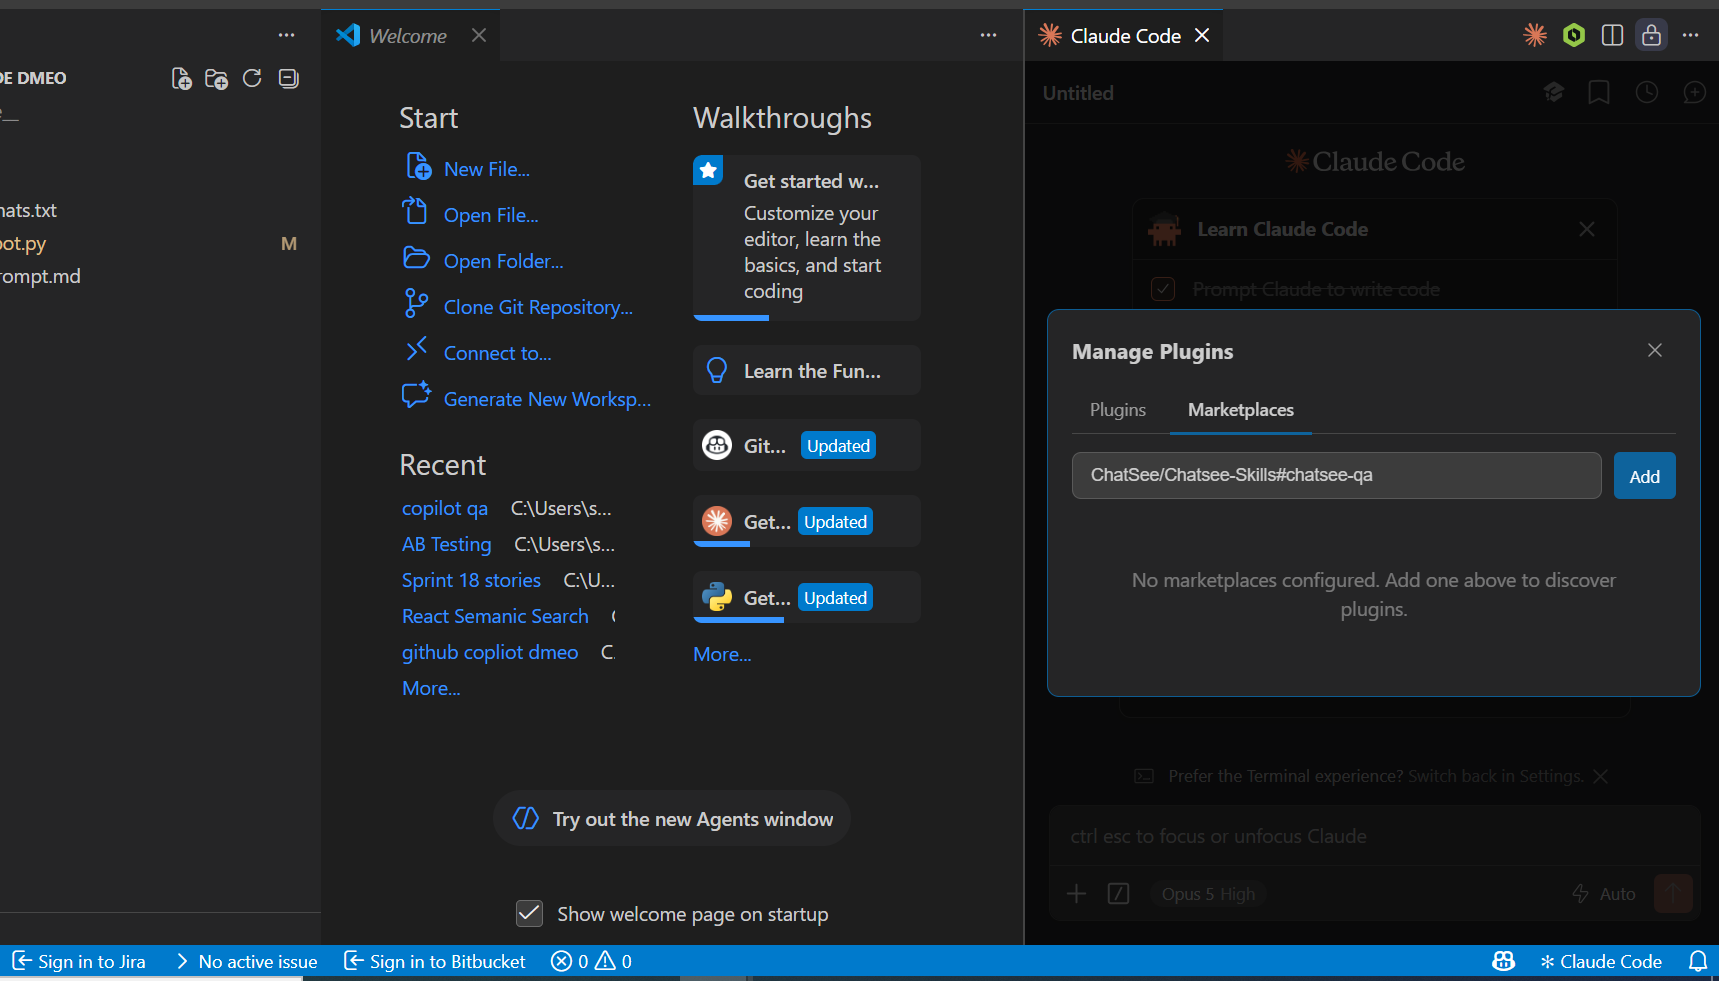 Welcome
Claude Code
DE DMEO
Untitled
Start
Walkthroughs
Claude Code
New File...
Get started w...
Customize your
editor, learn the
basics, and start
coding
Open File...
hats.txt
Learn Claude Code
bot.py
M
Open Folder...
rompt.md
Prompt Claude to write code
Clone Git Repository...
Connect to...
Manage Plugins
Learn the Fun...
Generate New Worksp...
Plugins
Marketplaces
Git...
Updated
Recent
ChatSee/Chatsee-Skills#chatsee-qa
Add
copilot qa C:\Users\s...
Get...
Updated
AB Testing C:\Users\s...
Sprint 18 stories C:\U...
No marketplaces configured. Add one above to discover
plugins.
Get...
Updated
React Semanic Search
github copliot dmeo C.
More...
More...
Prefer the Terminal experience? Switch back in Settings.
Try out the new Agents window
ctrl esc to focus or unfocus Claude
Opus 5 High
Auto
Show welcome page on startup
Sign in to Jira
No active issue
Sign in to Bitbucket
0
0
Claude Code